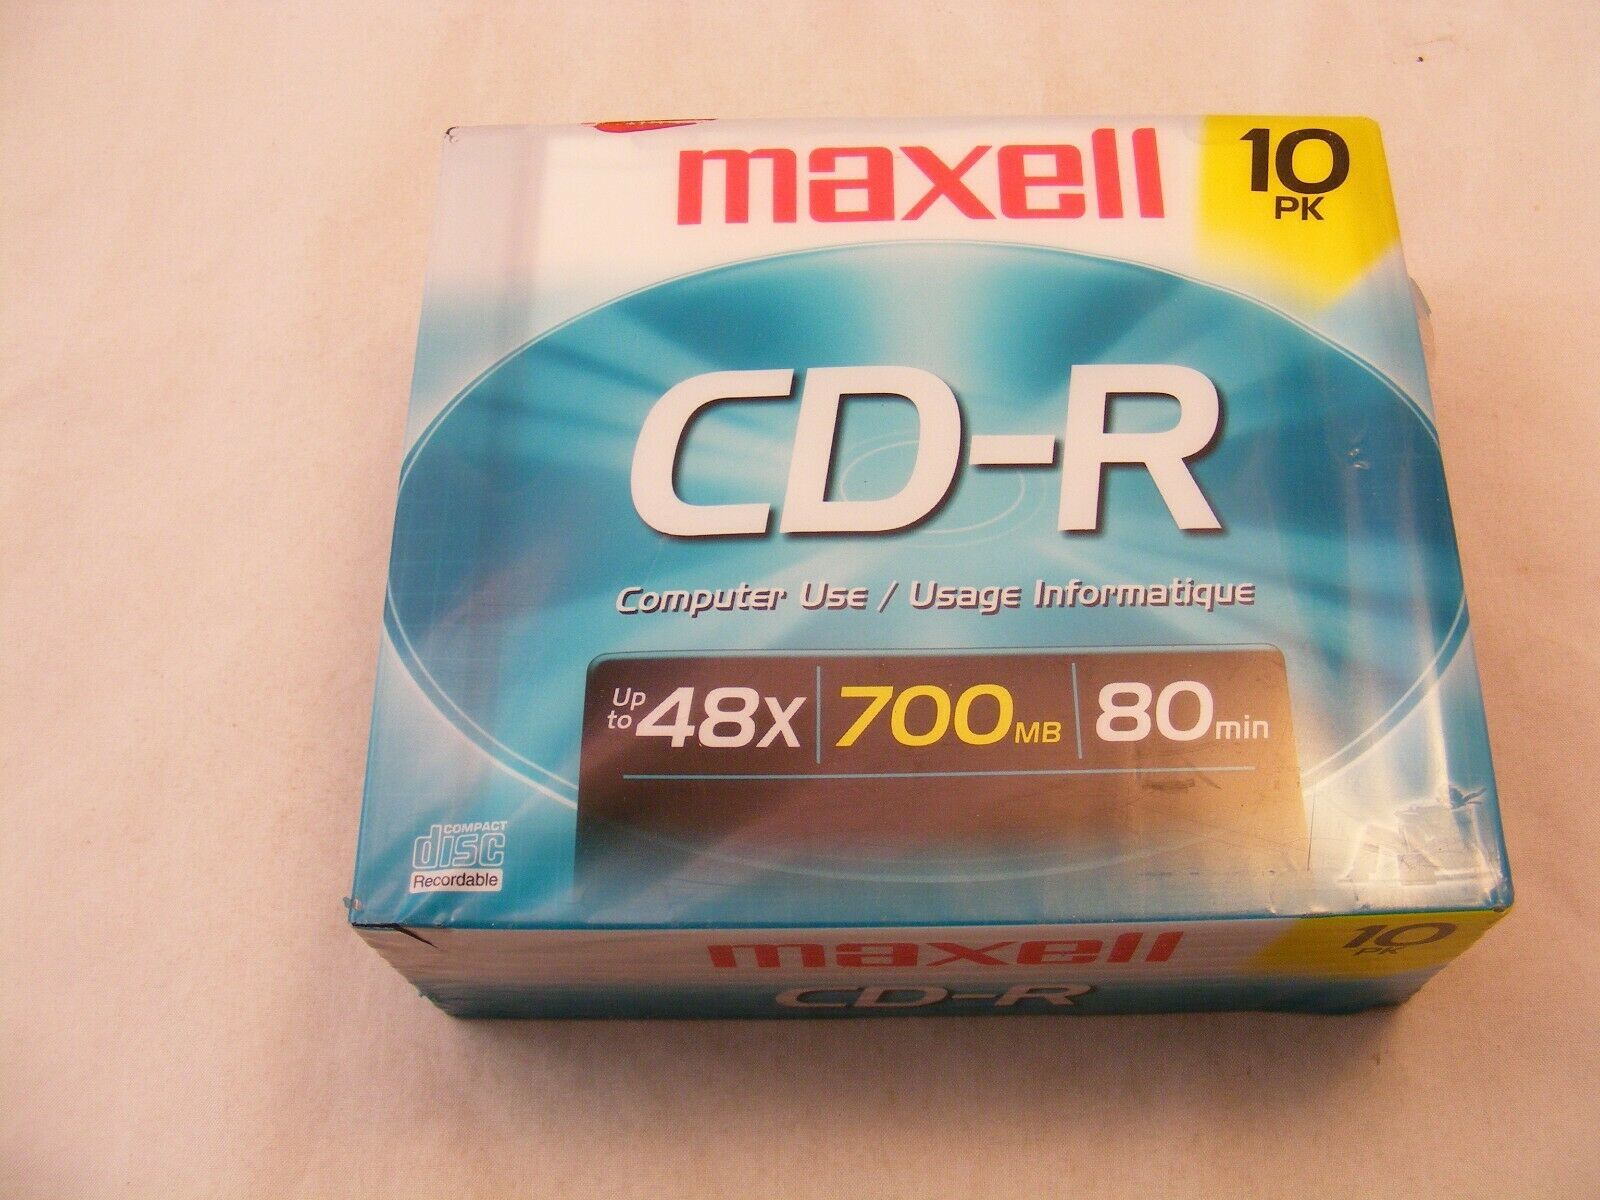 maxell
10
PK
CD-R
Computer Use / Usage Informatique
Up to 48X 700MB 80min
COMPACT
disc
Recordable
maxell
10
PK
CD-R